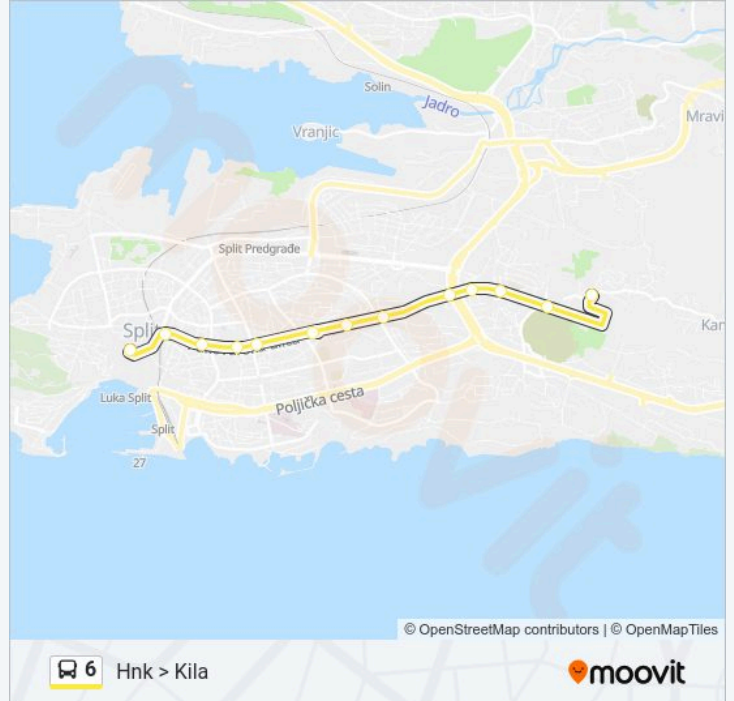 Solin
Jadro
Vranjic
Mravi
Split Predgrađe
Split
Kan
Luka Split
Poljička cesta
Split
27
© OpenStreetMap contributors | © OpenMapTiles
6 Hnk > Kila
moovit